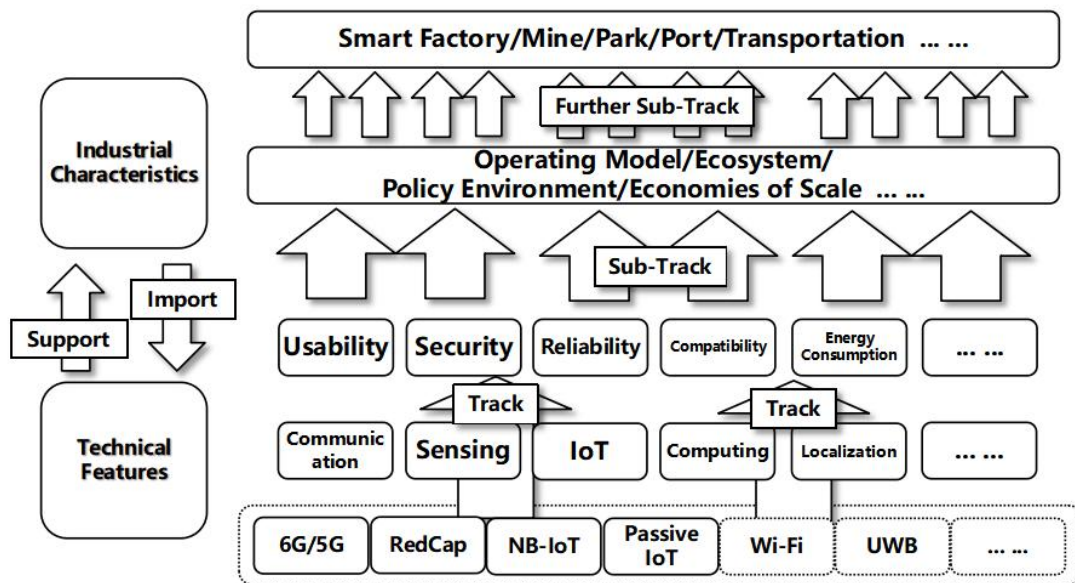 Smart Factory/Mine/Park/Port/Transportation ... ...
Further Sub-Track
Industrial
Characteristics
Operating Model/Ecosystem/
Policy Environment/Economies of Scale ... ...
Sub-Track
Import
Support
Usability
Security
Reliability
Compatibility
Energy
Consumption
... ...
Track
Track
Technical
Features
Communic
ation
Sensing
IoT
Computing
Localization
... ...
6G/5G
RedCap
NB-IoT
Passive
IoT
Wi-Fi
UWB
... ...